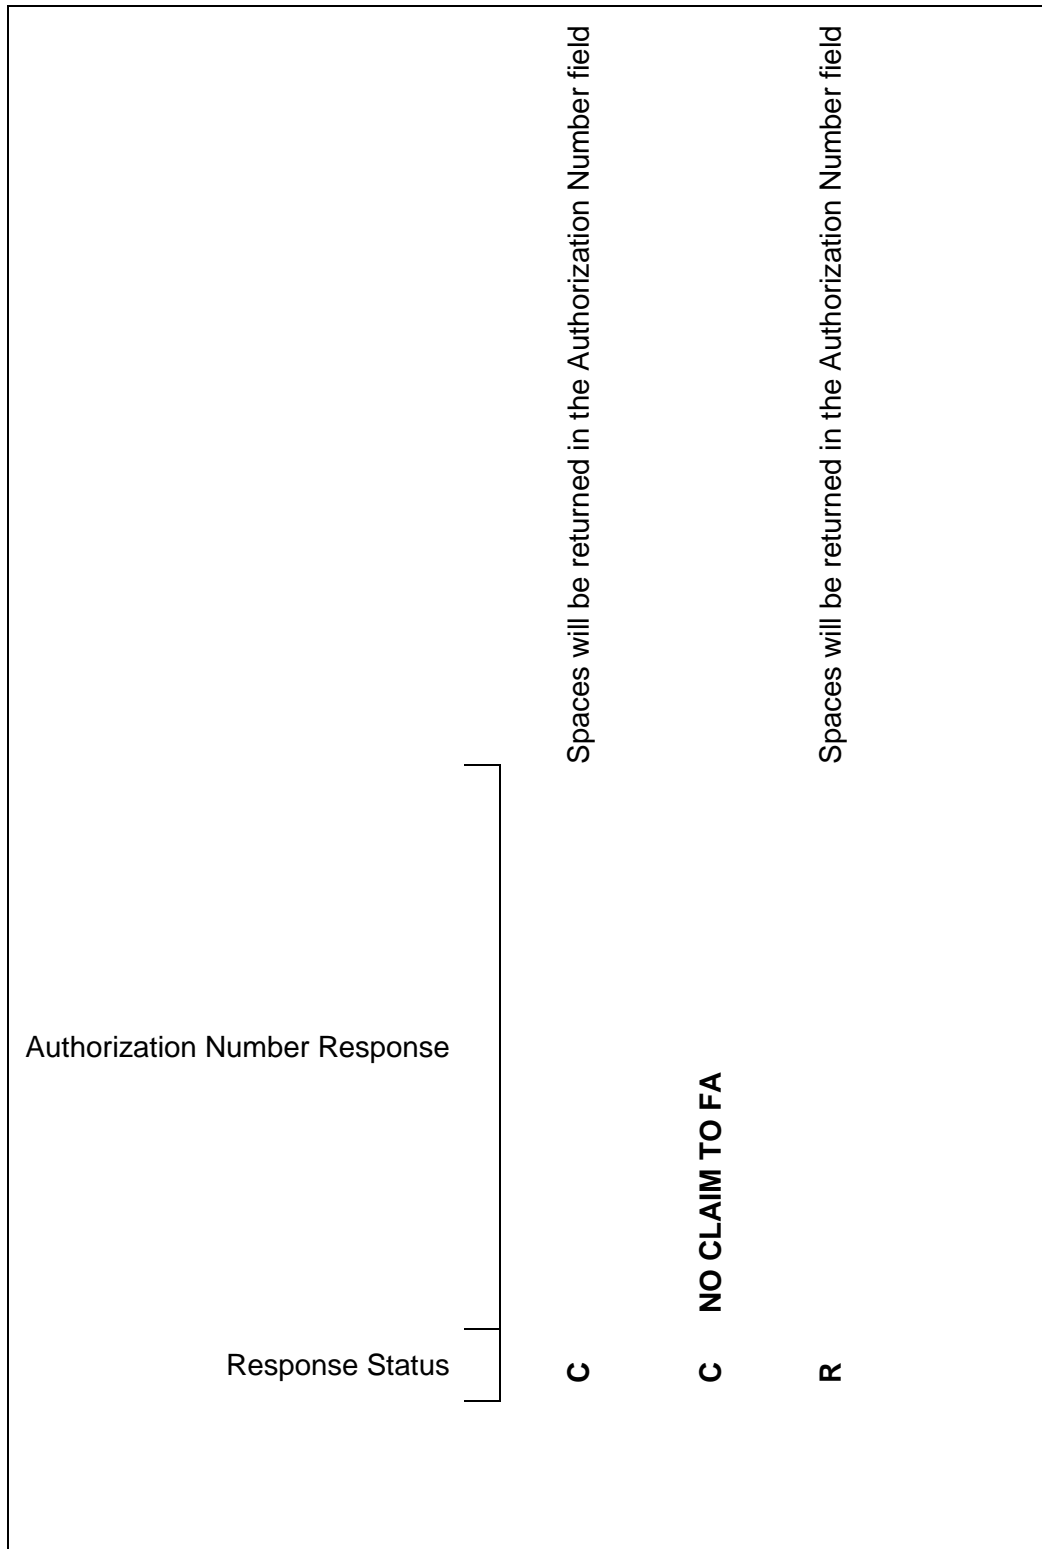 Authorization Number Response
Response Status
C Spaces will be returned in the Authorization Number field
C NO CLAIM TO FA
R Spaces will be returned in the Authorization Number field